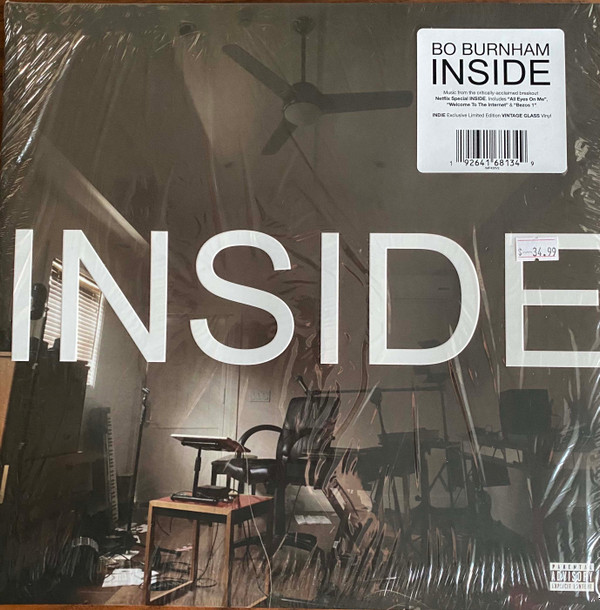 BO BURNHAM
INSIDE
Music from the critically-acclaimed breakout
Netflix Special INSIDE. Includes "All Eyes On Me",
"Welcome To The Internet" & "Bezos 1"
INDIE Exclusive Limited Edition VINTAGE GLASS Vinyl
1 92641 68134 9
INSIDE
34.99
PARENTAL
ADVISORY
EXPLICIT CONTENT